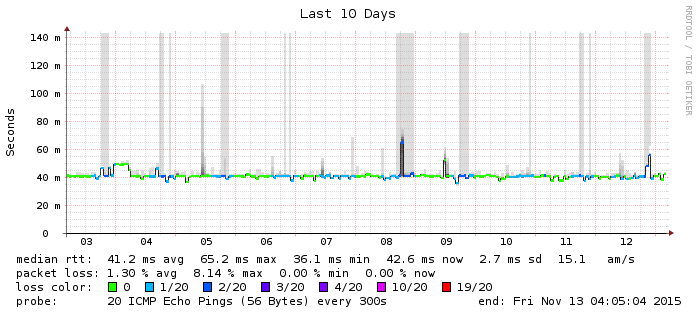 Last 10 Days
RRDTOOL / TOBI OETIKER
Seconds
140 m
120 m
100 m
80 m
60 m
40 m
20 m
0
03 04 05 06 07 08 09 10 11 12
median rtt: 41.2 ms avg 65.2 ms max 36.1 ms min 42.6 ms now 2.7 ms sd 15.1 am/s
packet loss: 1.30 % avg 8.14 % max 0.00 % min 0.00 % now
loss color: 0 1/20 2/20 3/20 4/20 10/20 19/20
probe: 20 ICMP Echo Pings (56 Bytes) every 300s end: Fri Nov 13 04:05:04 2015